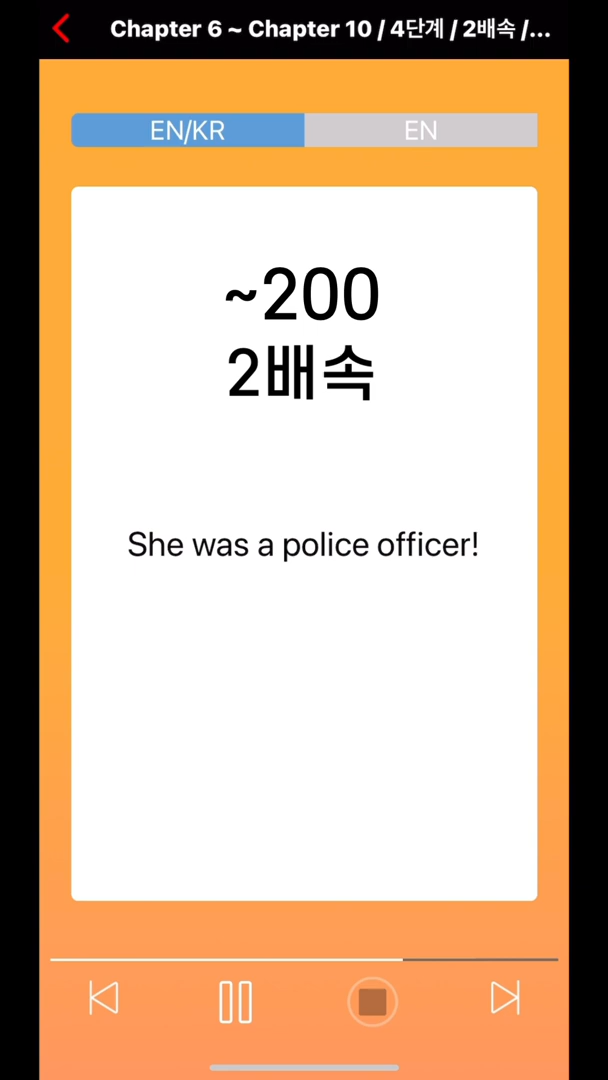 Chapter 6 ~ Chapter 10 / 4단계 / 2배속 /...
EN/KR
EN
~200
2배속
She was a police officer!